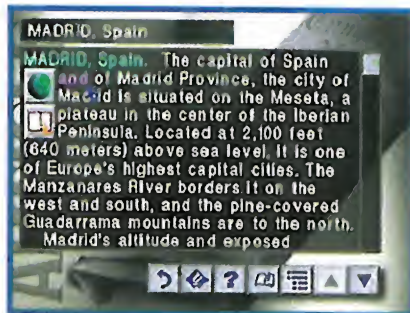 MADRID, Spain
MADRID, Spain. The capital of Spain
and of Madrid Province, the city of
Madrid is situated on the Meseta, a
plateau in the center of the Iberian
Peninsula. Located at 2,100 feet
(640 meters) above sea level, it is one
of Europe's highest capital cities. The
Manzanares River borders it on the
west and south, and the pine-covered
Guadarrama mountains are to the north.
Madrid's altitude and exposed
?